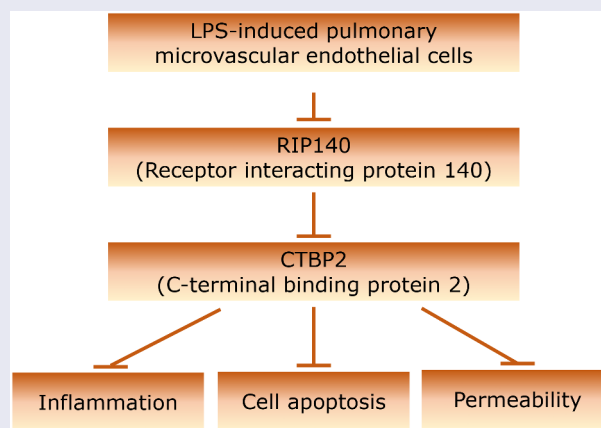 LPS-induced pulmonary
microvascular endothelial cells
RIP140
(Receptor interacting protein 140)
CTBP2
(C-terminal binding protein 2)
Inflammation
Cell apoptosis
Permeability